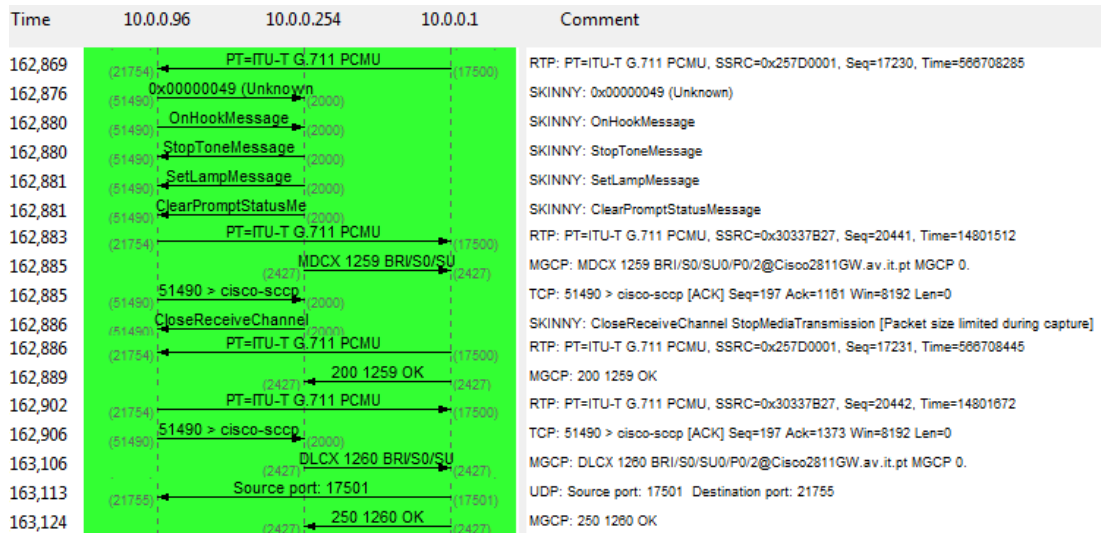 Time 10.0.0.96 10.0.0.254 10.0.0.1 Comment
162,869 (21754) PT=ITU-T G.711 PCMU (17500) RTP: PT=ITU-T G.711 PCMU, SSRC=0x257D0001, Seq=17230, Time=566708285
162,876 (51490) 0x00000049 (Unknown (2000) SKINNY: 0x00000049 (Unknown)
162,880 (51490) OnHookMessage (2000) SKINNY: OnHookMessage
162,880 (51490) StopToneMessage (2000) SKINNY: StopToneMessage
162,881 (51490) SetLampMessage (2000) SKINNY: SetLampMessage
162,881 (51490) ClearPromptStatusMe (2000) SKINNY: ClearPromptStatusMessage
162,883 (21754) PT=ITU-T G.711 PCMU (17500) RTP: PT=ITU-T G.711 PCMU, SSRC=0x30337B27, Seq=20441, Time=14801512
162,885 (2427) MDCX 1259 BRI/S0/SU (2427) MGCP: MDCX 1259 BRI/S0/SU0/P0/2@Cisco2811GW.av.it.pt MGCP 0.
162,885 (51490) 51490 > cisco-sccp (2000) TCP: 51490 > cisco-sccp [ACK] Seq=197 Ack=1161 Win=8192 Len=0
162,886 (51490) CloseReceiveChannel (2000) SKINNY: CloseReceiveChannel StopMediaTransmission [Packet size limited during capture]
162,886 (21754) PT=ITU-T G.711 PCMU (17500) RTP: PT=ITU-T G.711 PCMU, SSRC=0x257D0001, Seq=17231, Time=566708445
162,889 (2427) 200 1259 OK (2427) MGCP: 200 1259 OK
162,902 (21754) PT=ITU-T G.711 PCMU (17500) RTP: PT=ITU-T G.711 PCMU, SSRC=0x30337B27, Seq=20442, Time=14801672
162,906 (51490) 51490 > cisco-sccp (2000) TCP: 51490 > cisco-sccp [ACK] Seq=197 Ack=1373 Win=8192 Len=0
163,106 (2427) DLCX 1260 BRI/S0/SU (2427) MGCP: DLCX 1260 BRI/S0/SU0/P0/2@Cisco2811GW.av.it.pt MGCP 0.
163,113 (21755) Source port: 17501 (17501) UDP: Source port: 17501 Destination port: 21755
163,124 (2427) 250 1260 OK (2427) MGCP: 250 1260 OK